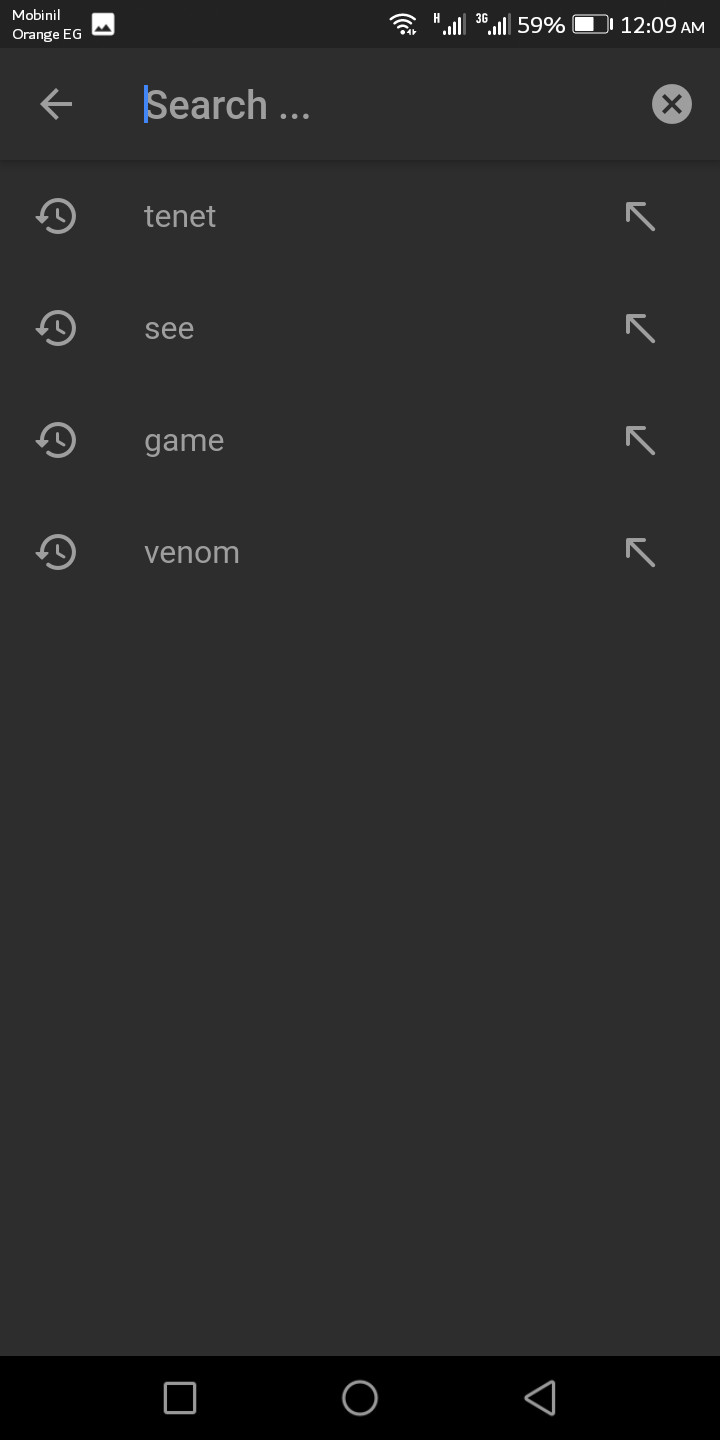 Mobinil
Orange EG
H 3G 59% 12:09 AM
Search ...
tenet
see
game
venom